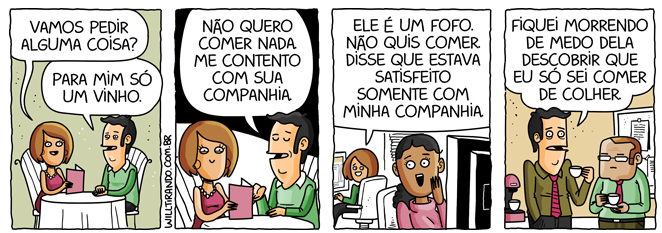 VAMOS PEDIR
ALGUMA COISA?
PARA MIM SÓ
UM VINHO.
NÃO QUERO
COMER NADA.
ME CONTENTO
COM SUA
COMPANHIA.
WILLTIRANDO.COM.BR
ELE É UM FOFO.
NÃO QUIS COMER.
DISSE QUE ESTAVA
SATISFEITO
SOMENTE COM
MINHA COMPANHIA.
FIQUEI MORRENDO
DE MEDO DELA
DESCOBRIR QUE
EU SÓ SEI COMER
DE COLHER.